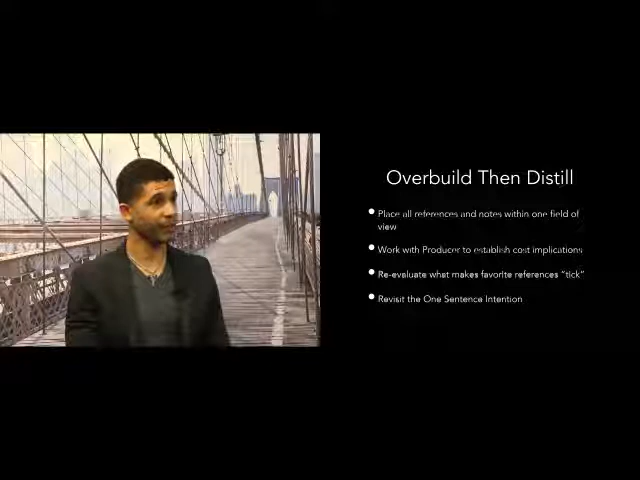 Overbuild Then Distill
Place all references and notes within one field of
view
Work with Producer to establish cost implications
Re-evaluate what makes favorite references "tick"
Revisit the One Sentence Intention